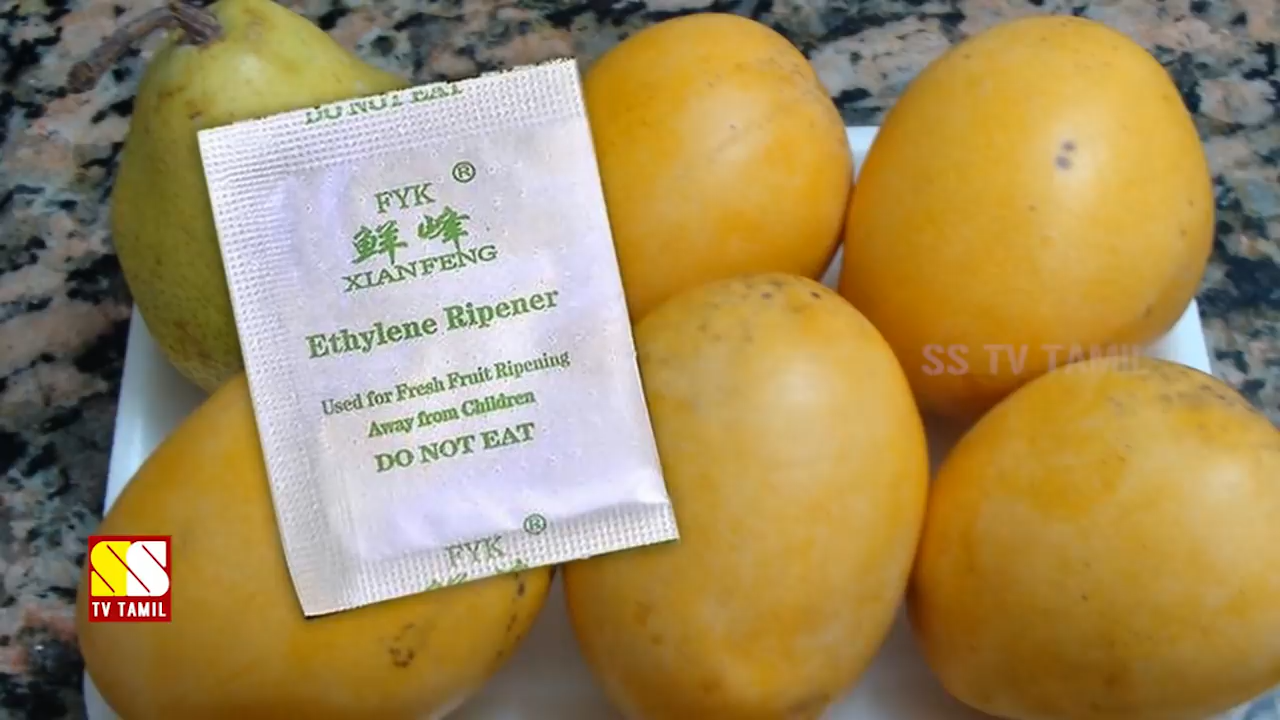 DO NOT EAT
FYK ®
鲜峰
XIANFENG
Ethylene Ripener
Used for Fresh Fruit Ripening
Away from Children
DO NOT EAT
FYK ®
SS TV TAMIL
SS
TV TAMIL